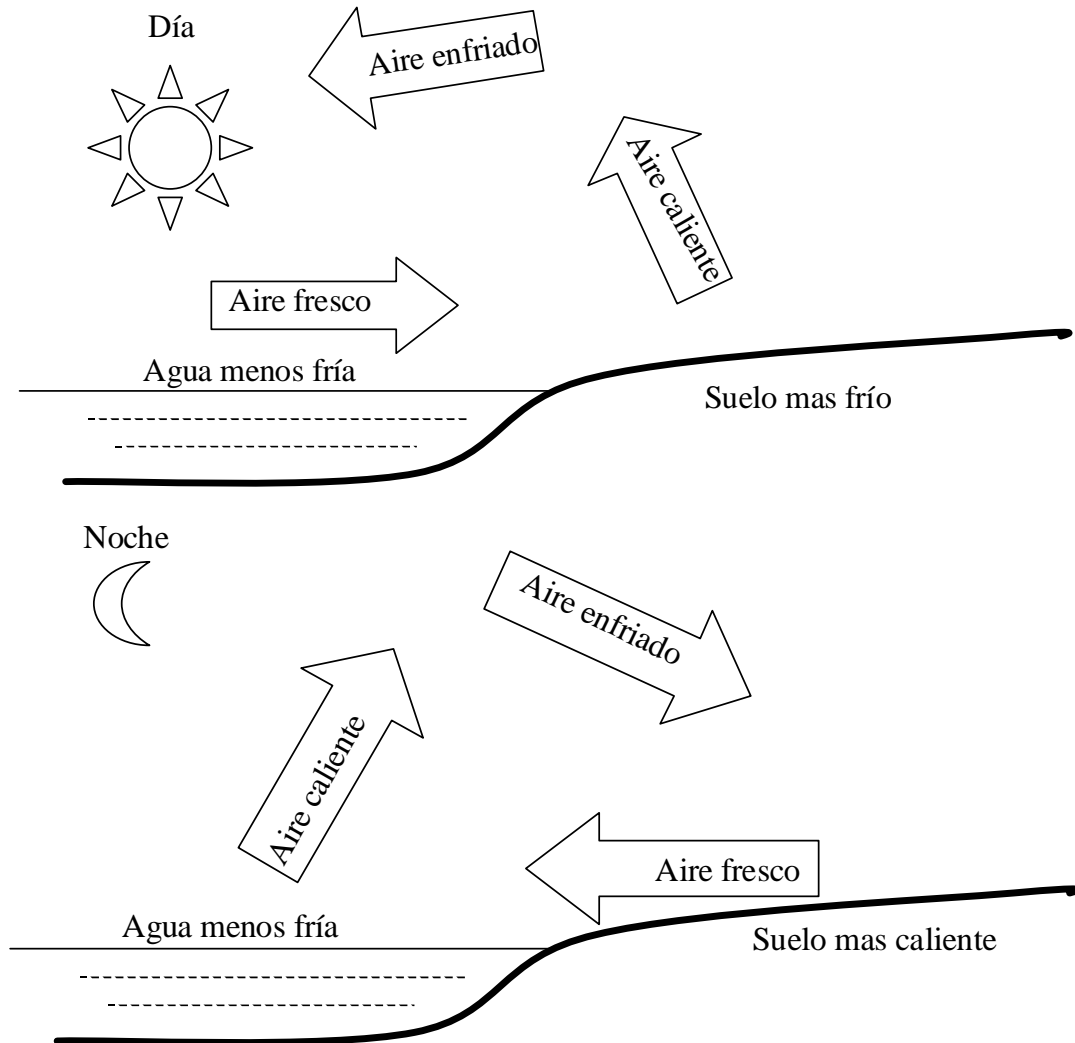 Día
Aire enfriado
Aire caliente
Aire fresco
Agua menos fría
Suelo mas frío
Noche
Aire enfriado
Aire caliente
Aire fresco
Agua menos fría
Suelo mas caliente